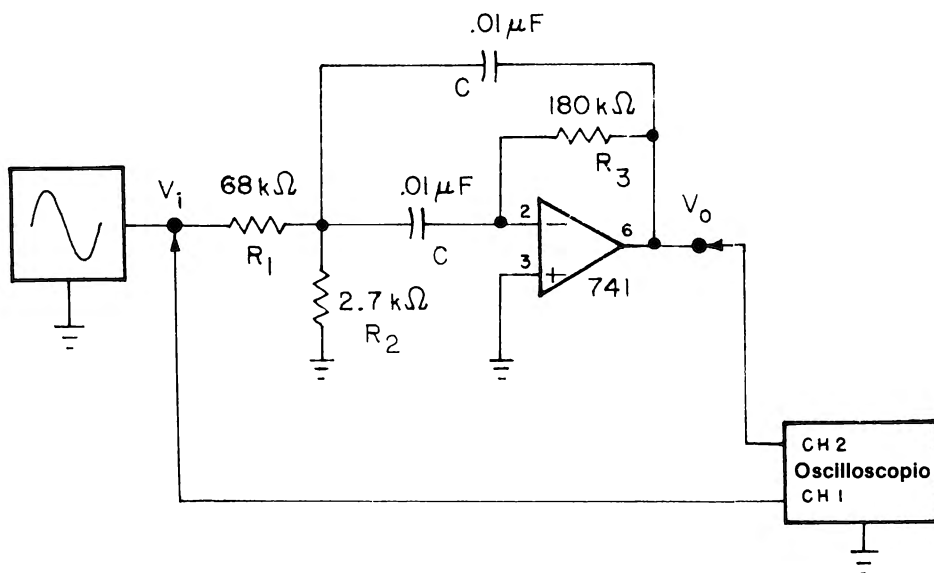 .01 μF
C
180 kΩ
R3
68 kΩ
Vi
R1
.01 μF
C
2
3
6
−
+
741
Vo
2.7 kΩ
R2
CH 2
Oscilloscopio
CH 1